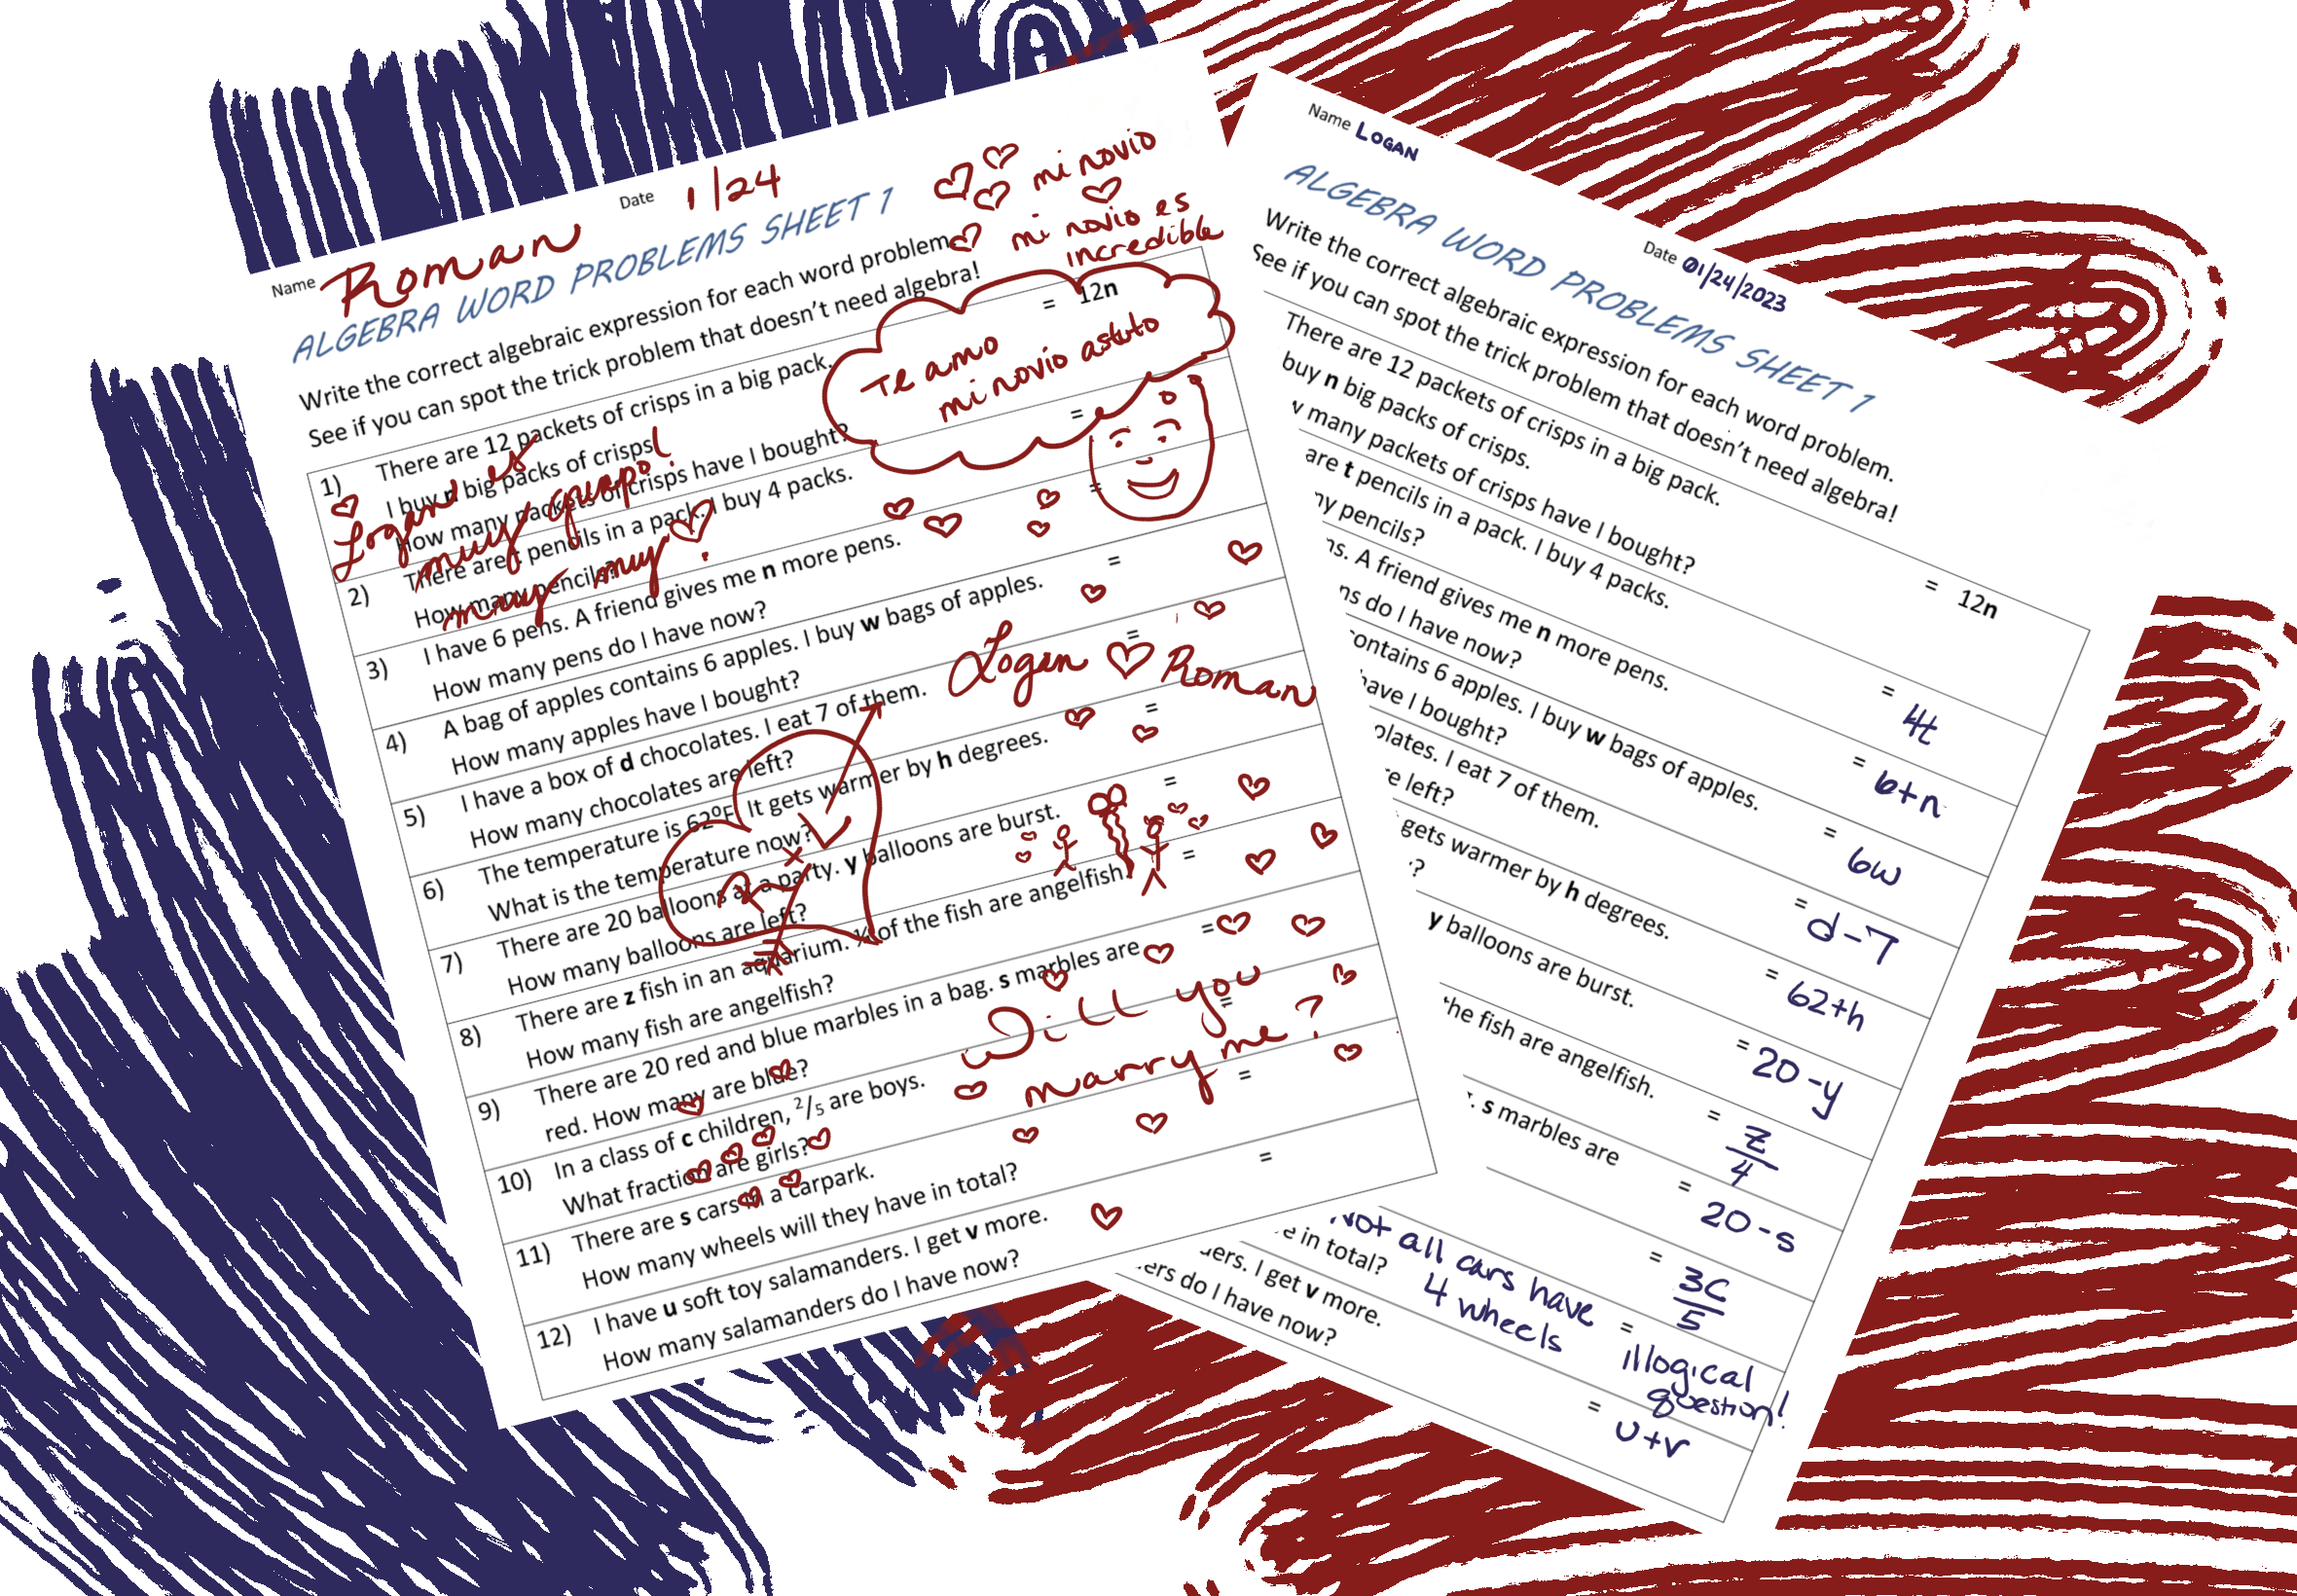 Name Roman Date 1/24
ALGEBRA WORD PROBLEMS SHEET 1
mi novio
mi novio es
incredible
Write the correct algebraic expression for each word problem.
See if you can spot the trick problem that doesn't need algebra!
1) There are 12 packets of crisps in a big pack.
I buy n big packs of crisps.
How many packets of crisps have I bought?
= 12n
Te amo
mi novio astuto
Logan es
muy guapo!
muy muy
2) There are t pencils in a pack. I buy 4 packs.
How many pencils?
=
3) I have 6 pens. A friend gives me n more pens.
How many pens do I have now?
=
4) A bag of apples contains 6 apples. I buy w bags of apples.
How many apples have I bought?
=
5) I have a box of d chocolates. I eat 7 of them.
How many chocolates are left?
=
Logan Roman
6) The temperature is 62°F. It gets warmer by h degrees.
What is the temperature now?
=
R x L
7) There are 20 balloons at a party. y balloons are burst.
How many balloons are left?
=
8) There are z fish in an aquarium. ¼ of the fish are angelfish.
How many fish are angelfish?
=
9) There are 20 red and blue marbles in a bag. s marbles are
red. How many are blue?
=
10) In a class of c children, 2/5 are boys.
What fraction are girls?
=
Will you
marry me?
11) There are s cars in a carpark.
How many wheels will they have in total?
=
12) I have u soft toy salamanders. I get v more.
How many salamanders do I have now?
=
Name LOGAN
Date 01/24/2023
ALGEBRA WORD PROBLEMS SHEET 1
Write the correct algebraic expression for each word problem.
See if you can spot the trick problem that doesn't need algebra!
There are 12 packets of crisps in a big pack.
buy n big packs of crisps.
many packets of crisps have I bought?
= 12n
are t pencils in a pack. I buy 4 packs.
ny pencils?
= 4t
ns. A friend gives me n more pens.
ns do I have now?
= 6+n
ontains 6 apples. I buy w bags of apples.
have I bought?
= 6w
olates. I eat 7 of them.
e left?
= d-7
gets warmer by h degrees.
?
= 62+h
y balloons are burst.
= 20-y
the fish are angelfish.
= z/4
. s marbles are
= 20-s
= 3C/5
Not all cars have
4 wheels
e in total?
= illogical
question!
ders. I get v more.
ers do I have now?
= u+v